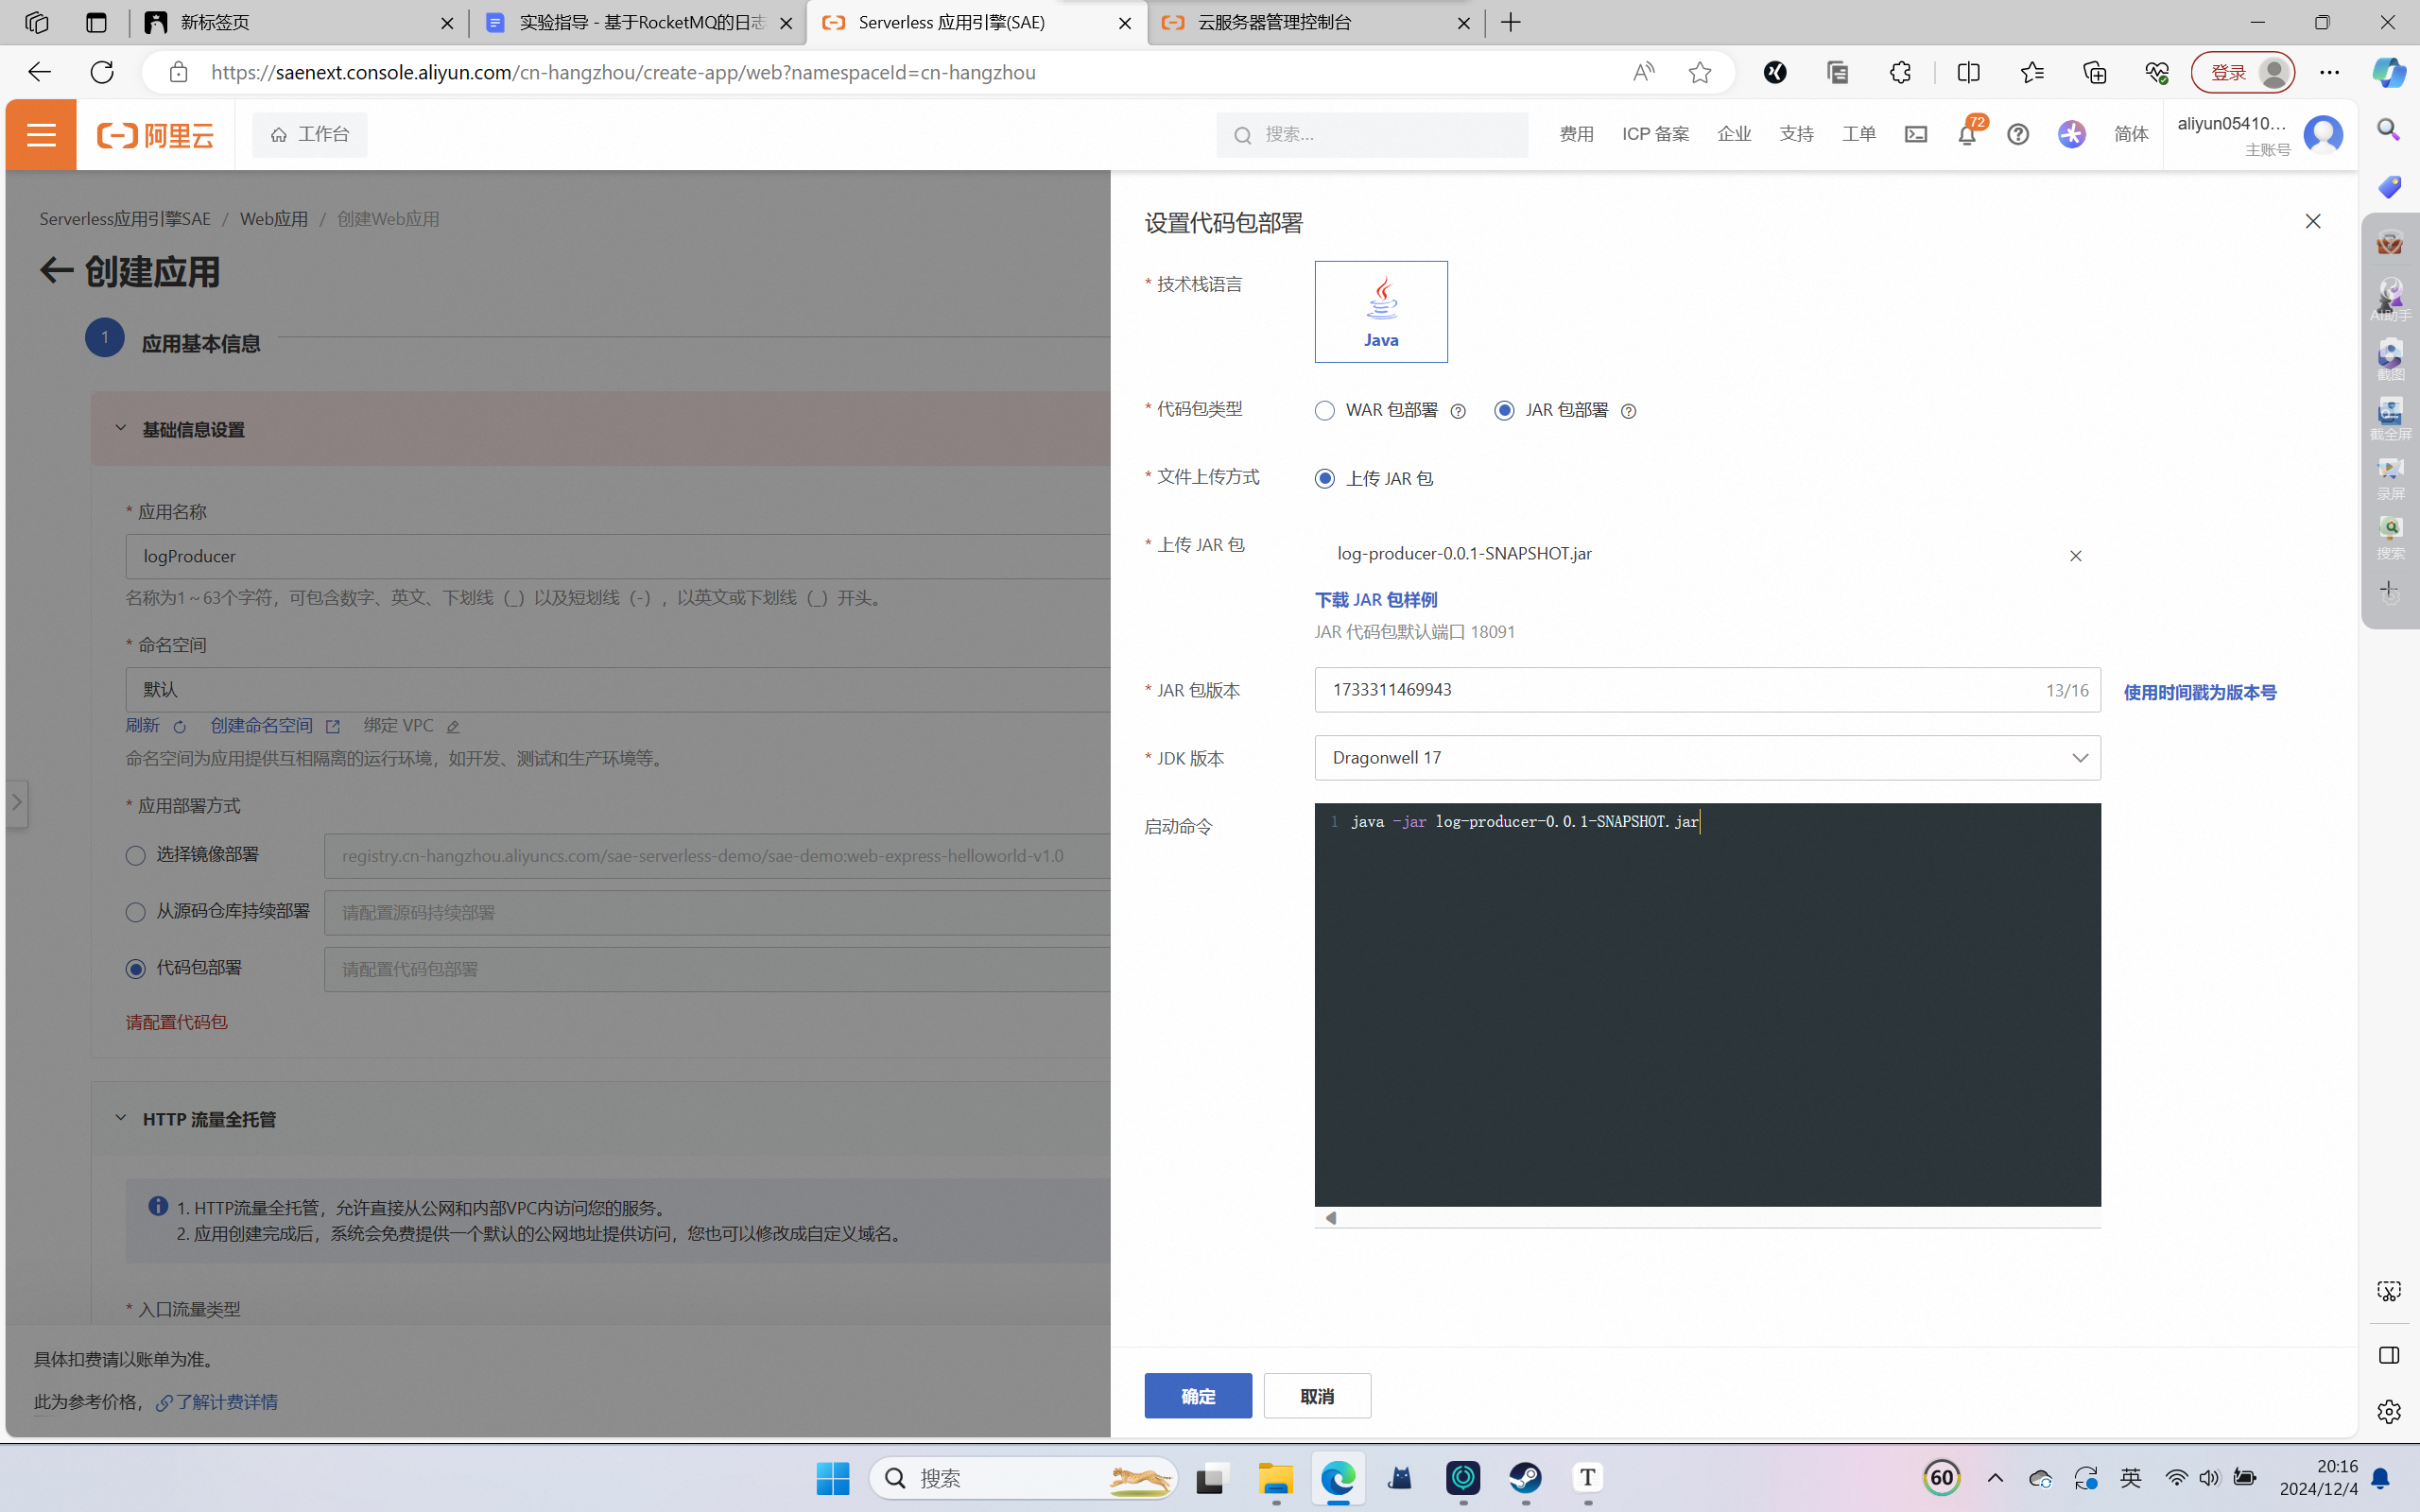 新标签页
实验指导 - 基于RocketMQ的日志
Serverless 应用引擎(SAE)
云服务器管理控制台
https://saenext.console.aliyun.com/cn-hangzhou/create-app/web?namespaceId=cn-hangzhou
登录
阿里云
工作台
搜索...
费用
ICP 备案
企业
支持
工单
72
简体
aliyun05410...
主账号
Serverless应用引擎SAE / Web应用 / 创建Web应用
创建应用
1 应用基本信息
基础信息设置
* 应用名称
logProducer
名称为1~63个字符，可包含数字、英文、下划线（_）以及短划线（-），以英文或下划线（_）开头。
* 命名空间
默认
刷新 创建命名空间 绑定 VPC
命名空间为应用提供互相隔离的运行环境，如开发、测试和生产环境等。
* 应用部署方式
选择镜像部署 registry.cn-hangzhou.aliyuncs.com/sae-serverless-demo/sae-demo:web-express-helloworld-v1.0
从源码仓库持续部署 请配置源码持续部署
代码包部署 请配置代码包部署
请配置代码包
HTTP 流量全托管
1. HTTP流量全托管，允许直接从公网和内部VPC内访问您的服务。
2. 应用创建完成后，系统会免费提供一个默认的公网地址提供访问，您也可以修改成自定义域名。
* 入口流量类型
具体扣费请以账单为准。
此为参考价格， 了解计费详情
设置代码包部署
* 技术栈语言
Java
* 代码包类型 WAR 包部署 JAR 包部署
* 文件上传方式 上传 JAR 包
* 上传 JAR 包 log-producer-0.0.1-SNAPSHOT.jar
下载 JAR 包样例
JAR 代码包默认端口 18091
* JAR 包版本 1733311469943 13/16 使用时间戳为版本号
* JDK 版本 Dragonwell 17
启动命令 1 java -jar log-producer-0.0.1-SNAPSHOT.jar
确定 取消
AI助手
截图
截全屏
录屏
搜索
搜索
60
英
20:16
2024/12/4